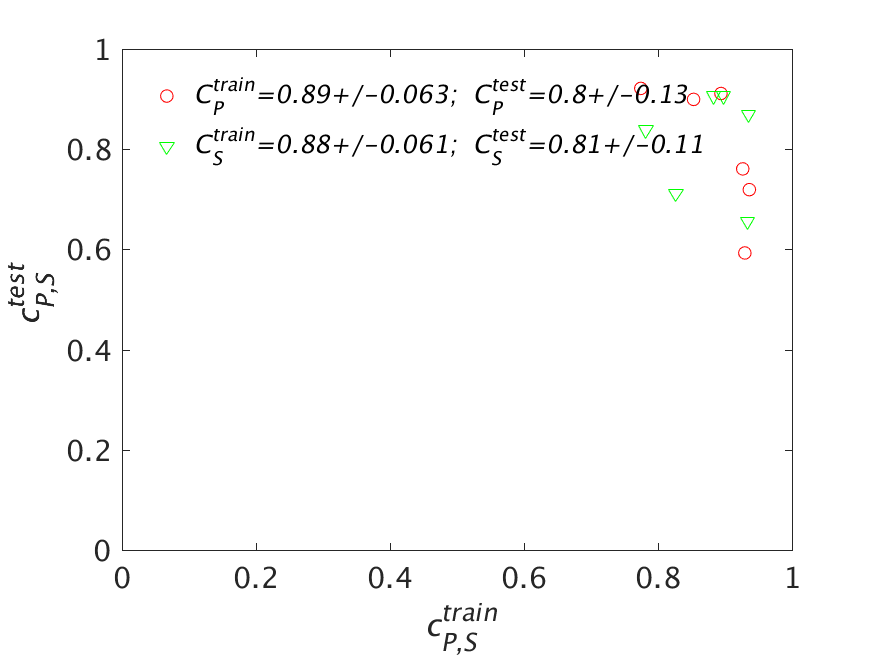 1
C_P^train=0.89+/-0.063; C_P^test=0.8+/-0.13
C_S^train=0.88+/-0.061; C_S^test=0.81+/-0.11
0.8
0.6
0.4
0.2
0
c_P,S^test
0 0.2 0.4 0.6 0.8 1
c_P,S^train